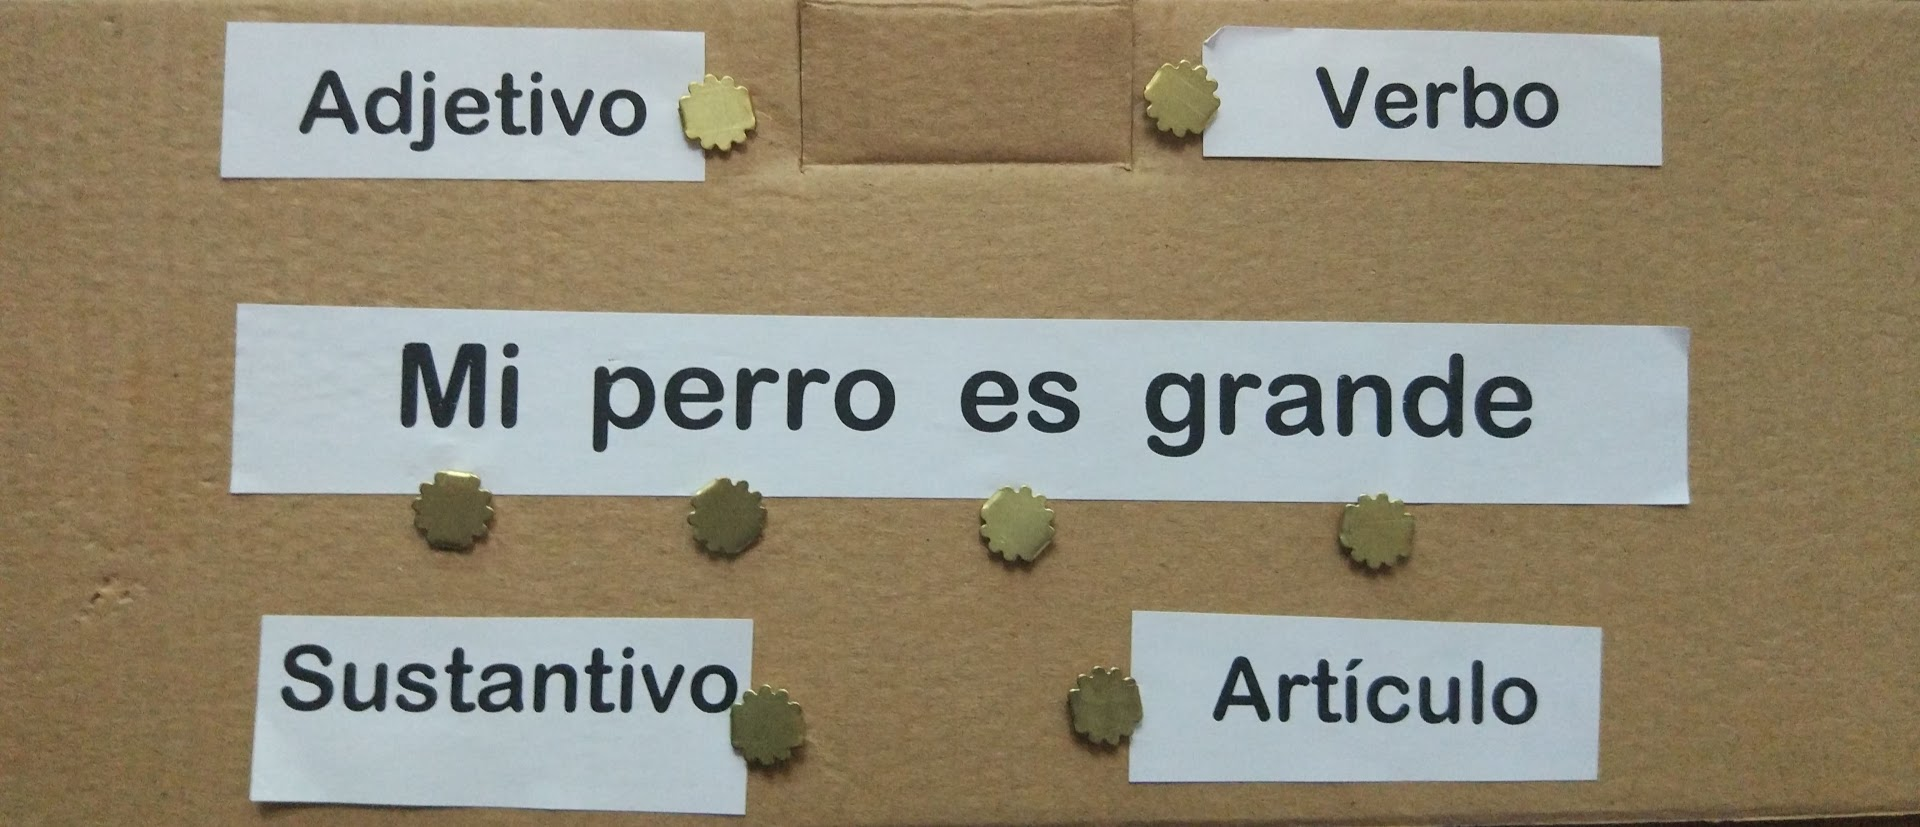 Adjetivo
Verbo
Mi perro es grande
Sustantivo
Artículo